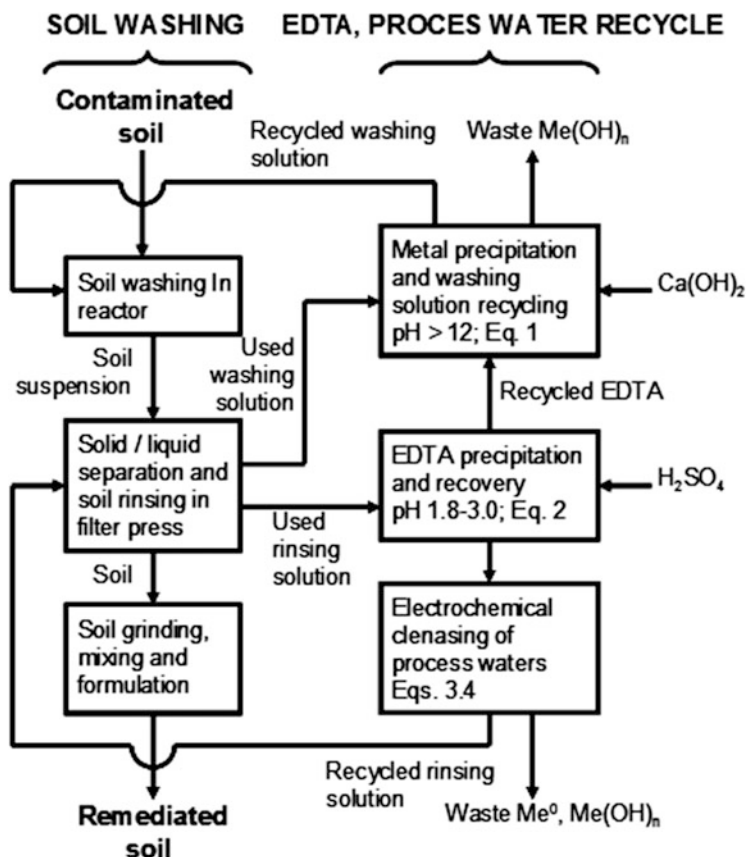 SOIL WASHING
EDTA, PROCES WATER RECYCLE
Contaminated
soil
Recycled washing
solution
Waste Me(OH)n
Soil washing In
reactor
Metal precipitation
and washing
solution recycling
pH > 12; Eq. 1
Ca(OH)2
Soil
suspension
Used
washing
solution
Recycled EDTA
Solid / liquid
separation and
soil rinsing in
filter press
EDTA precipitation
and recovery
pH 1.8-3.0; Eq. 2
H2SO4
Used
rinsing
solution
Soil
Soil grinding,
mixing and
formulation
Electrochemical
clenasing of
process waters
Eqs. 3.4
Recycled rinsing
solution
Remediated
soil
Waste Me⁰, Me(OH)n